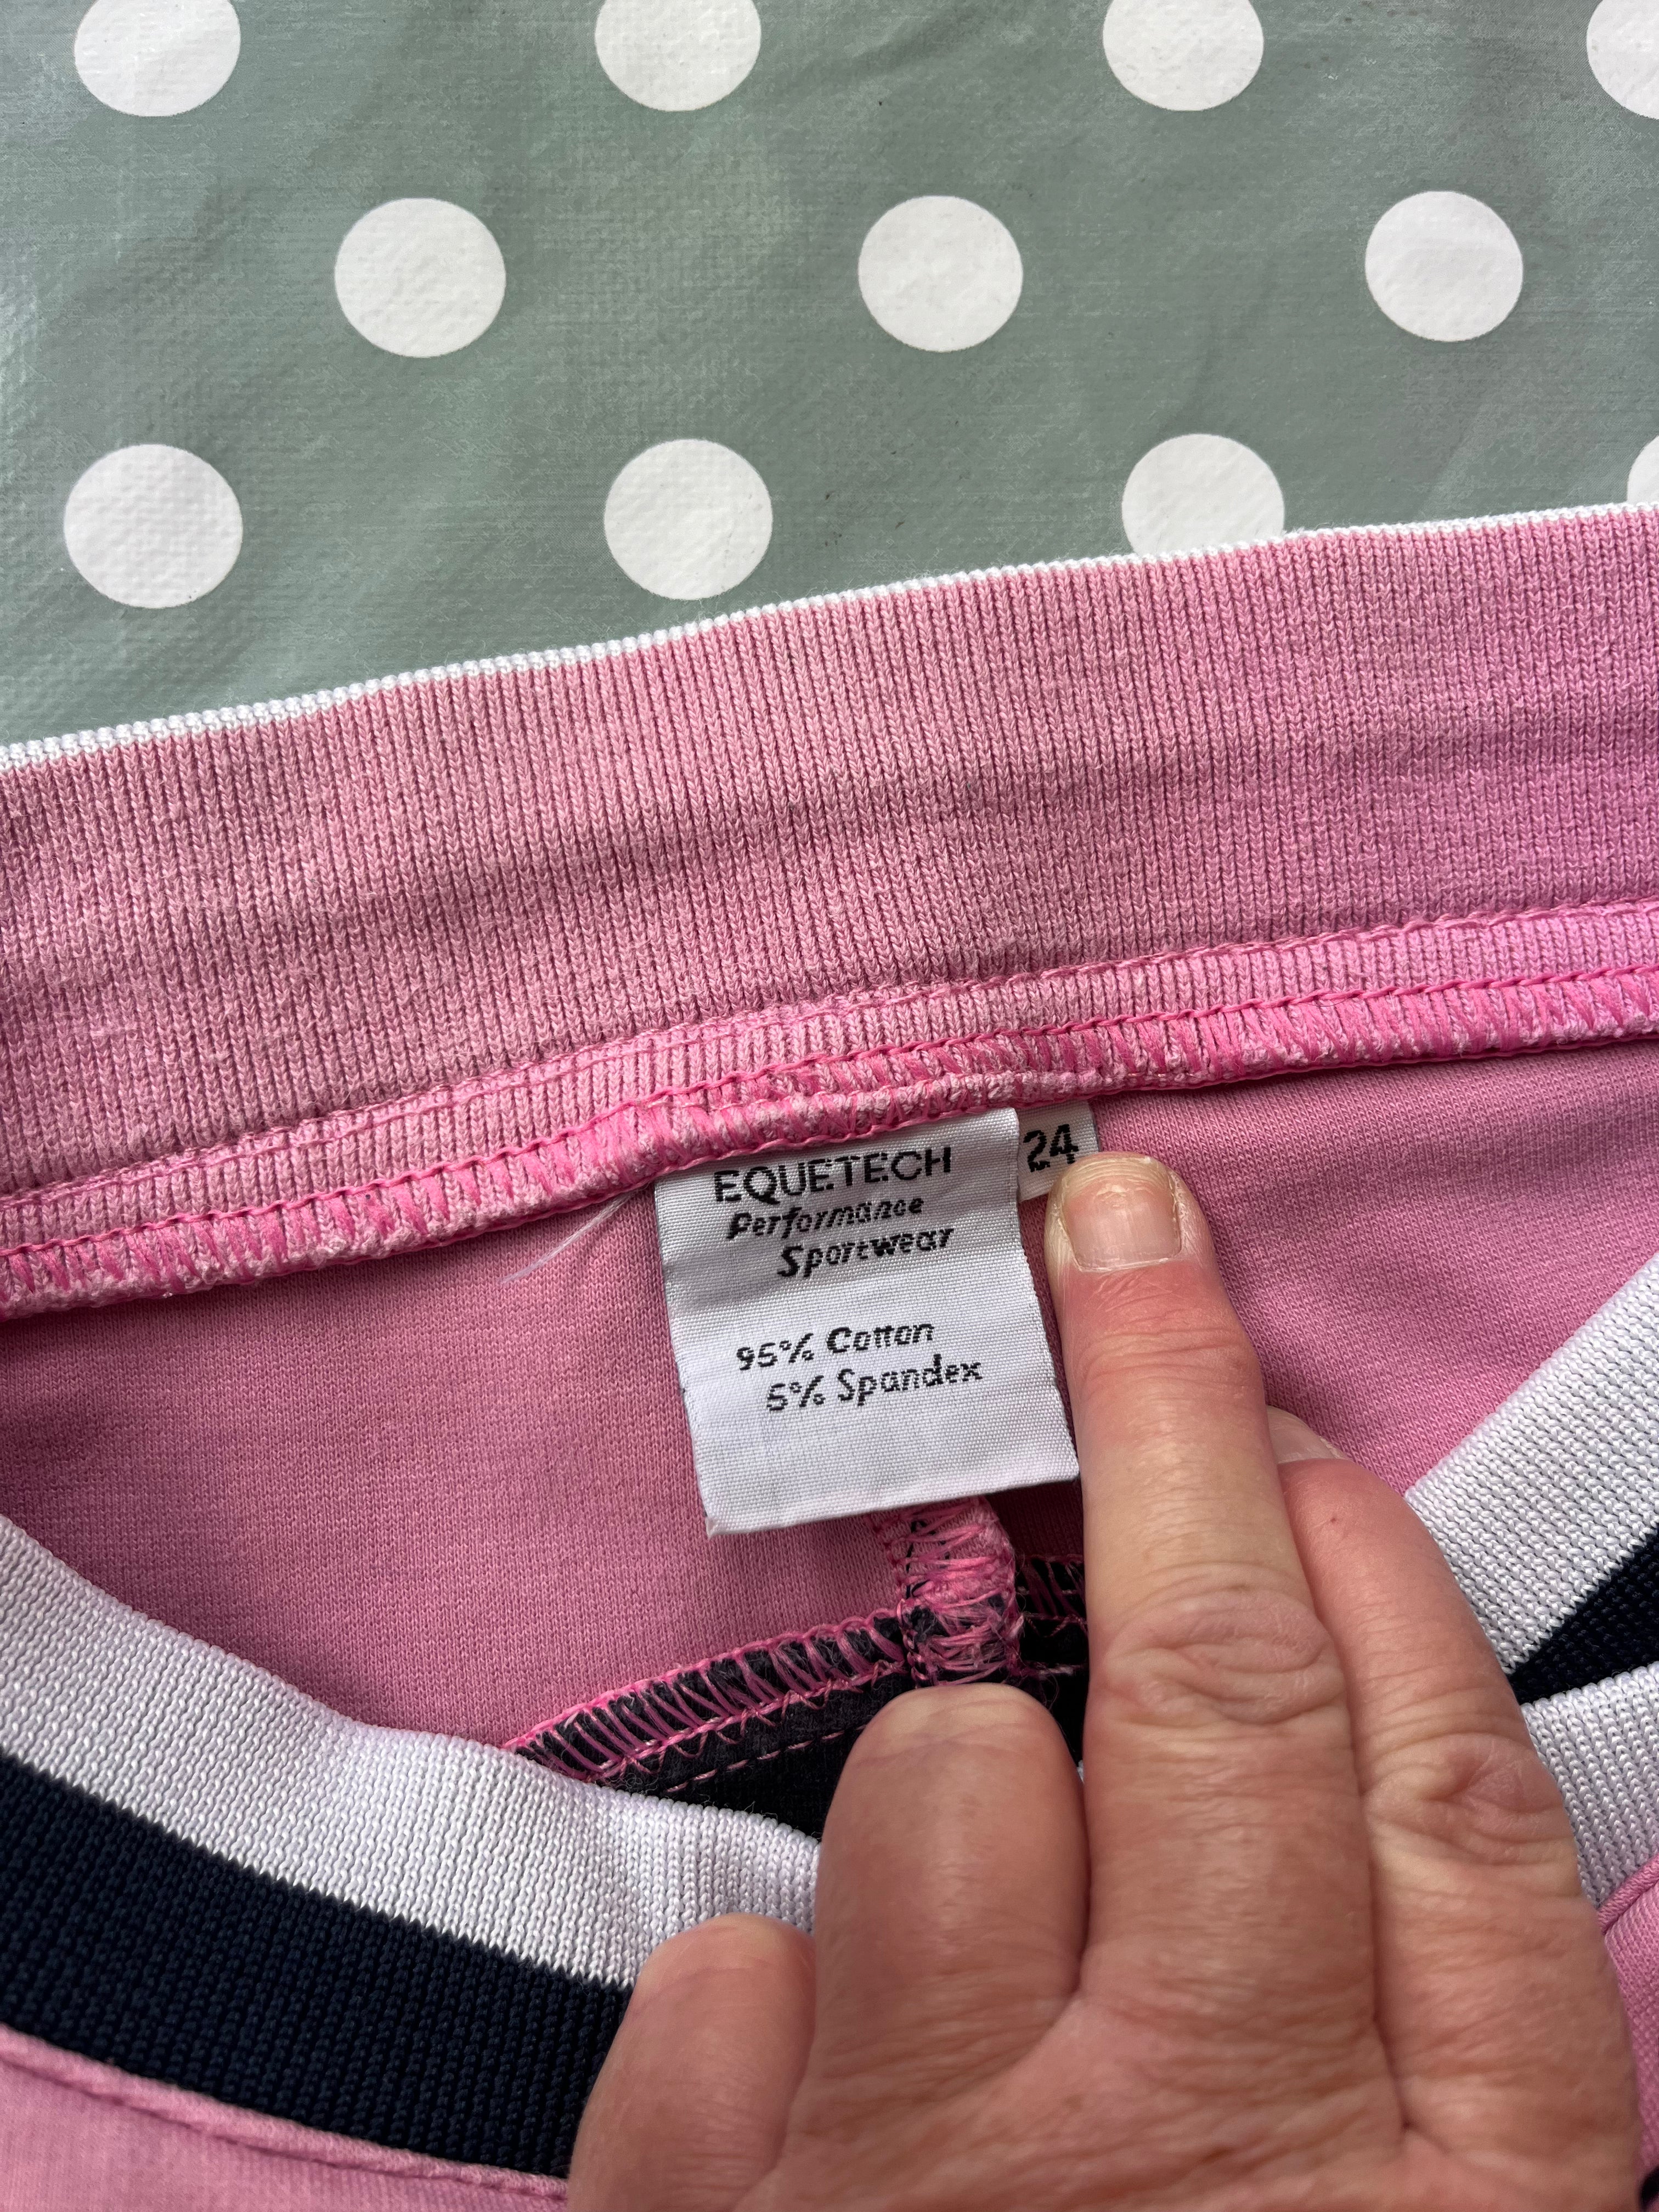 EQUETECH
Performance
Sportwear
95% Cotton
5% Spandex
24